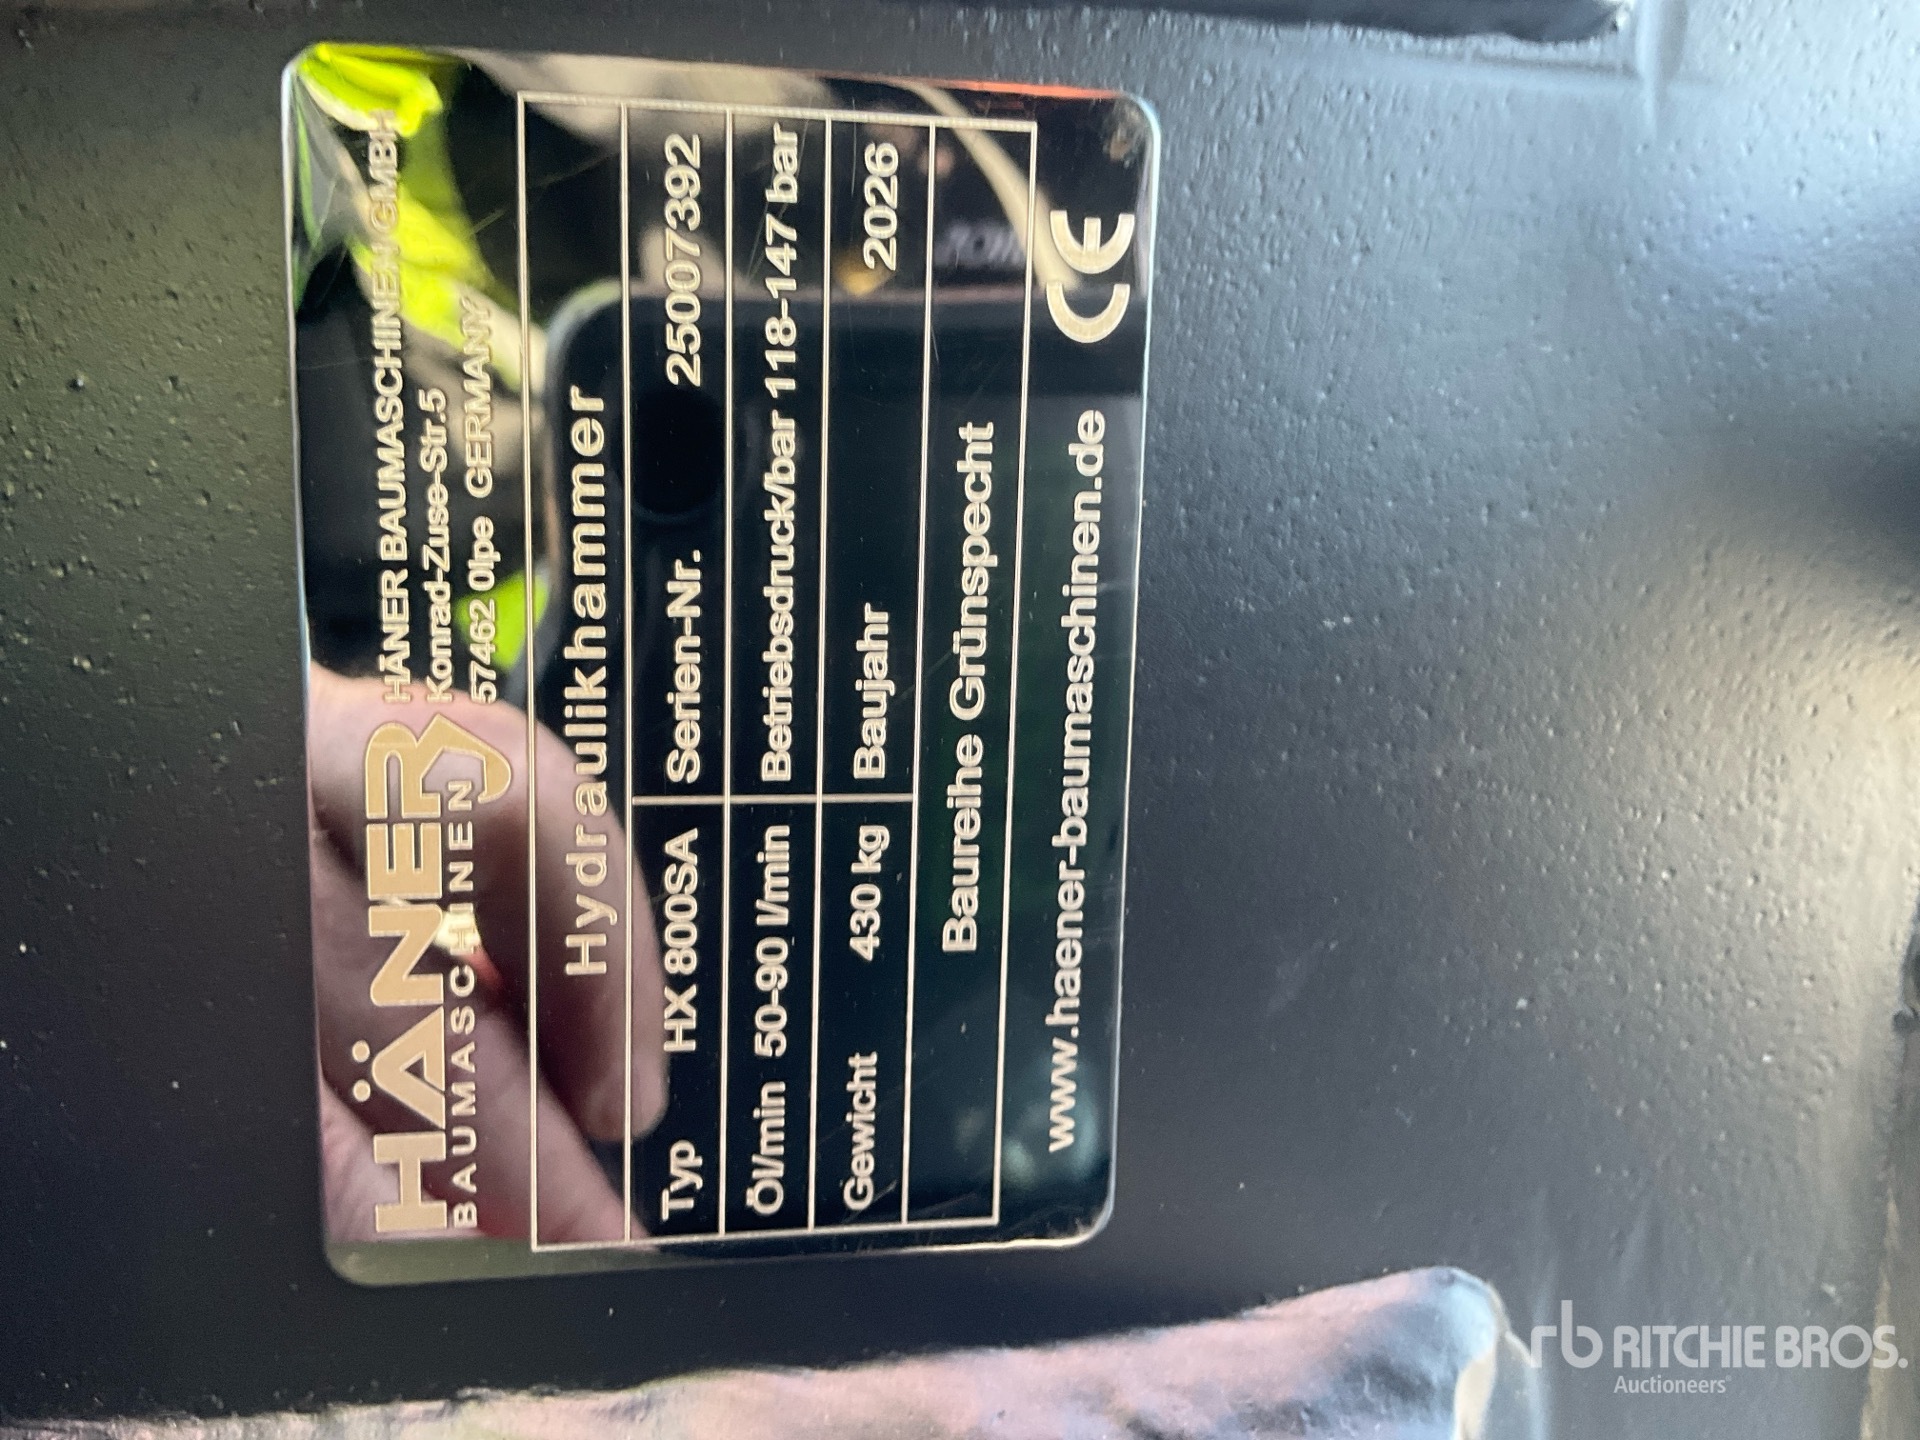 HÄNER
BAUMASCHINEN
HÄNER BAUMASCHINEN GMBH
Konrad-Zuse-Str.5
57462 Olpe GERMANY
Hydraulikhammer
Typ HX 800SA Serien-Nr. 25007392
Öl/min 50-90 l/min Betriebsdruck/bar 118-147 bar
Gewicht 430 kg Baujahr 2026
Baureihe Grünspecht
www.haener-baumaschinen.de CE
rb RITCHIE BROS.
Auctioneers